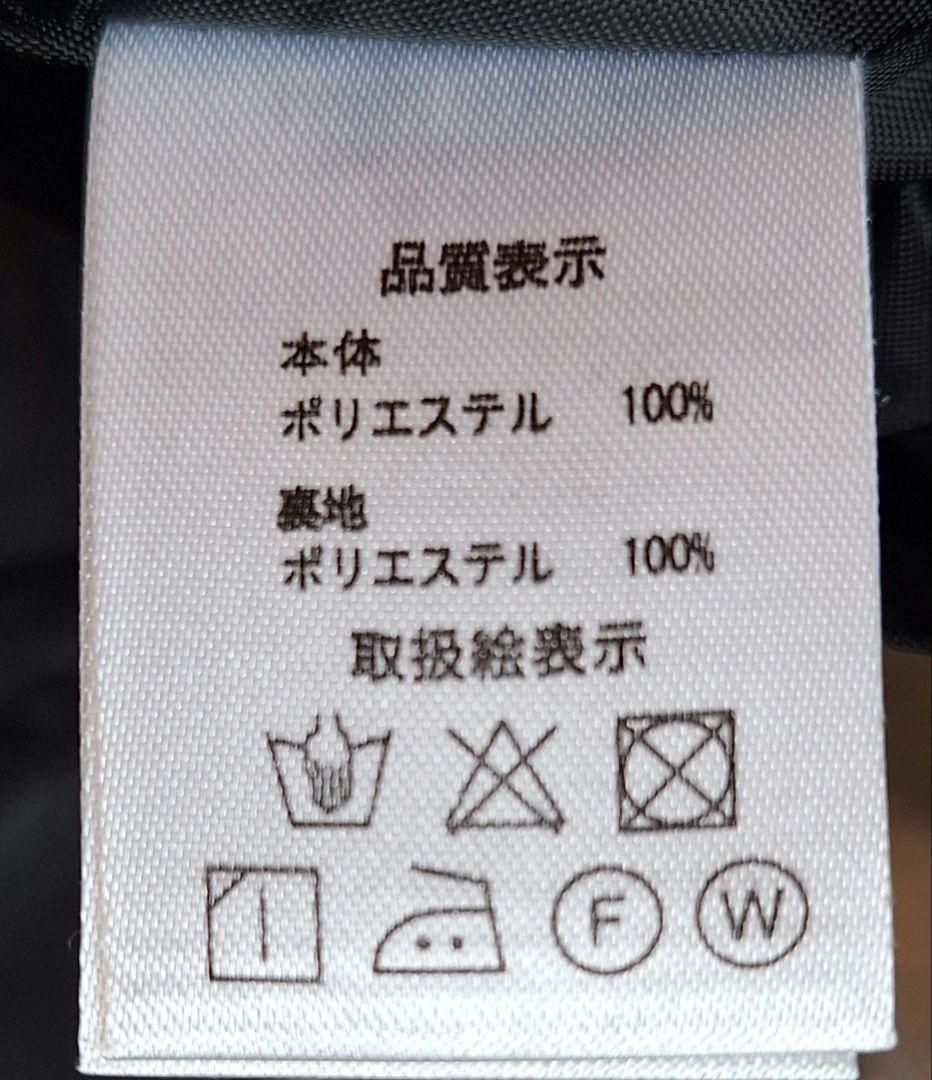 品質表示
本体
ポリエステル 100%
裏地
ポリエステル 100%
取扱絵表示
F W